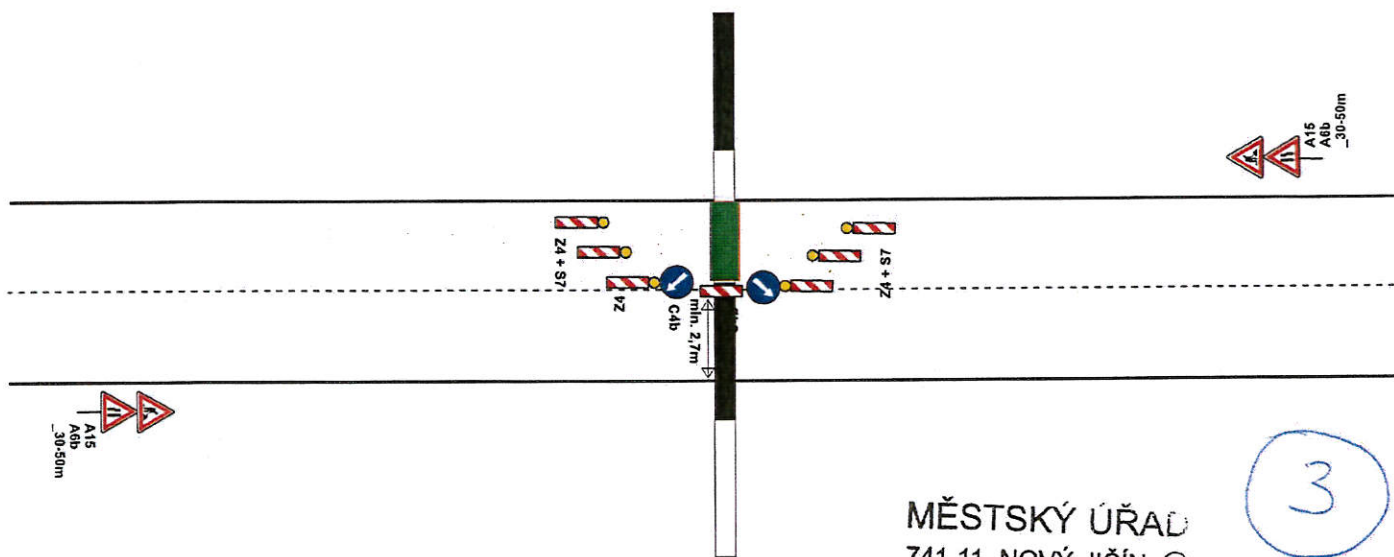 A15
A6b
_30-50m
Z4 + S7
Z4 + S7
Z4
C4b
min. 2,7m
A15
A6b
_30-50m
3
MĚSTSKÝ ÚŘAD
741 11 NOVÝ JIČÍN